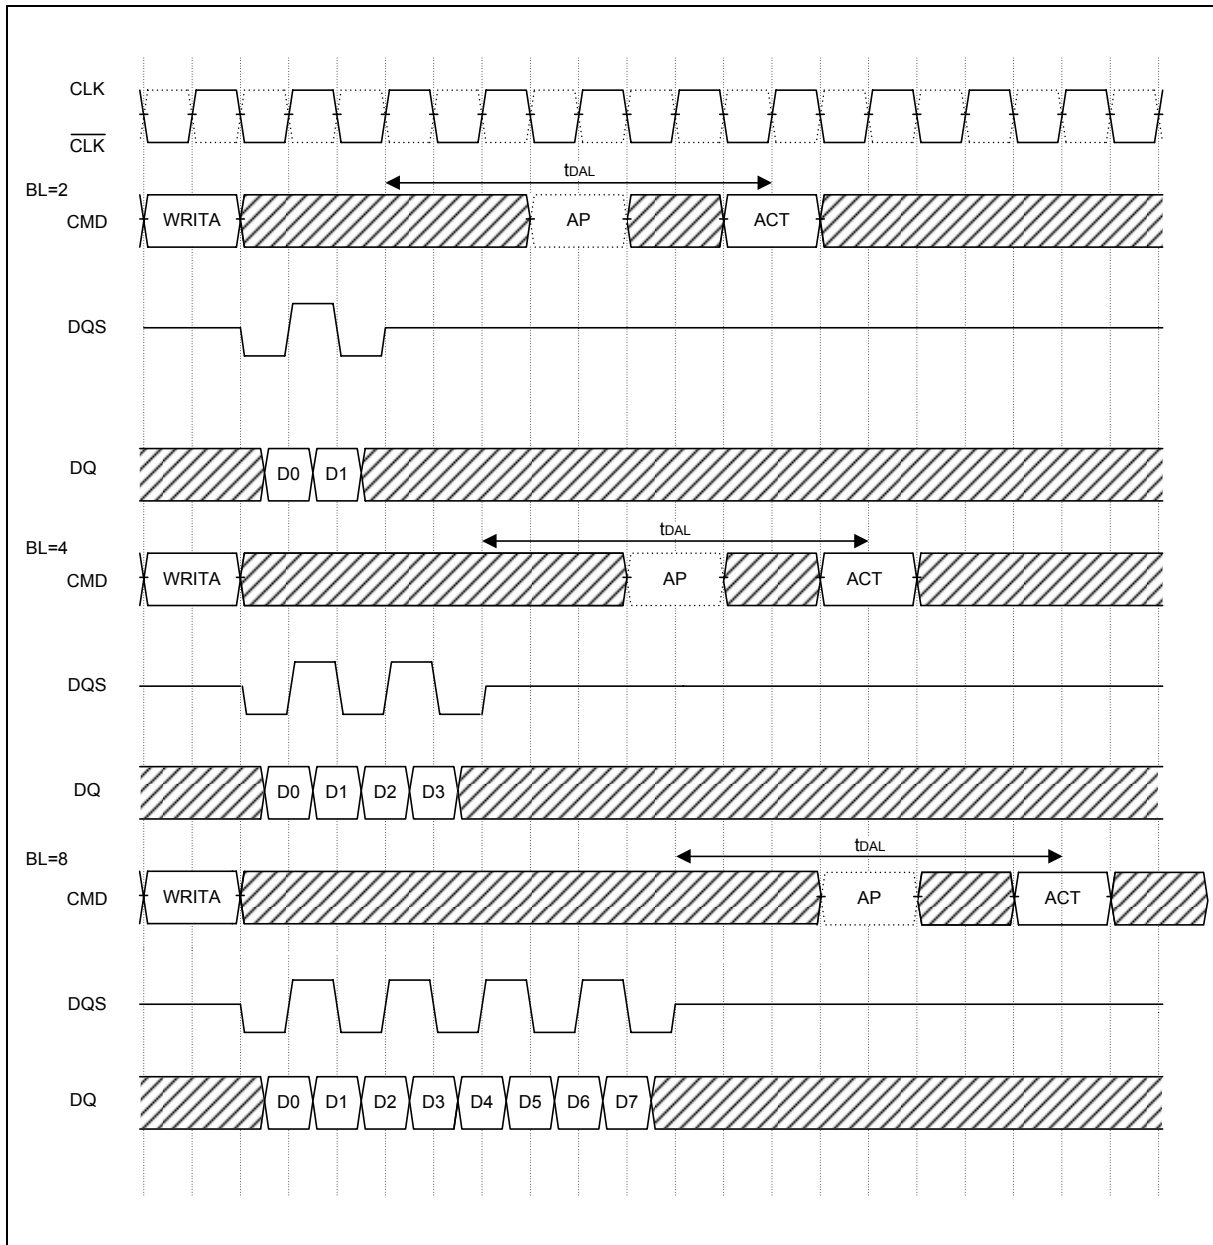 CLK
CLK
BL=2
tDAL
CMD
WRITA
AP
ACT
DQS
DQ
D0
D1
BL=4
tDAL
CMD
WRITA
AP
ACT
DQS
DQ
D0
D1
D2
D3
BL=8
tDAL
CMD
WRITA
AP
ACT
DQS
DQ
D0
D1
D2
D3
D4
D5
D6
D7